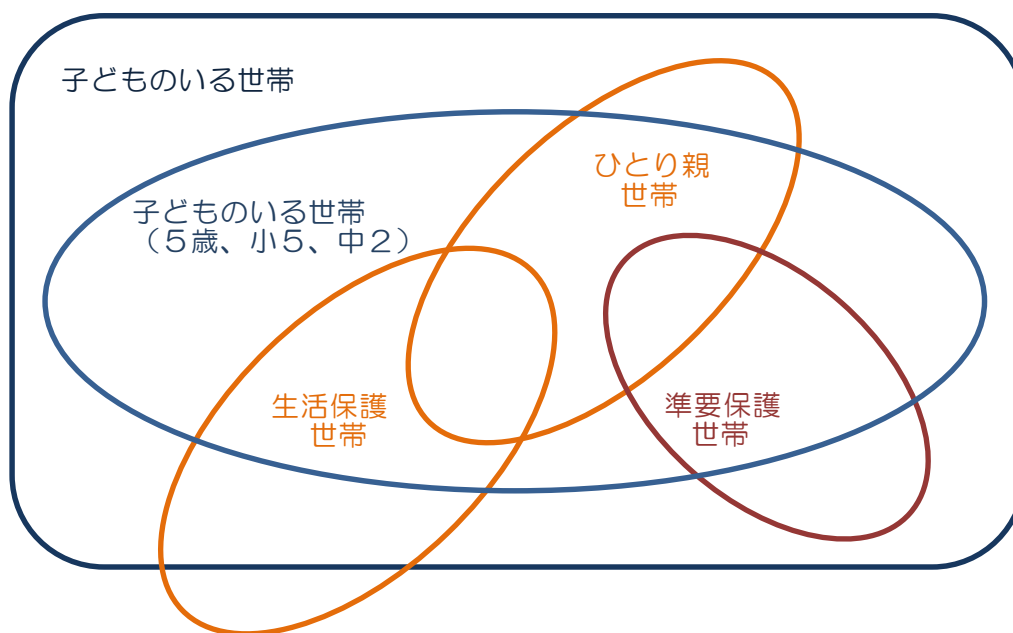 子どものいる世帯
ひとり親
世帯
子どものいる世帯
（５歳、小５、中２）
生活保護
世帯
準要保護
世帯